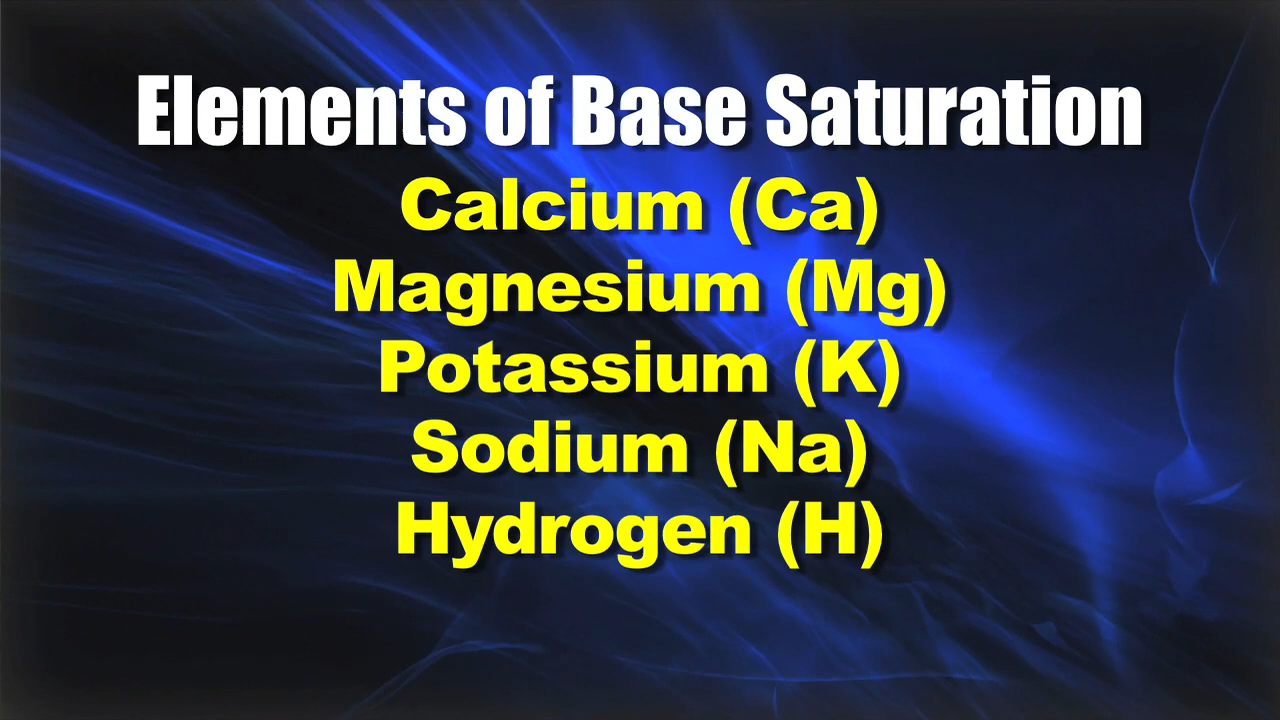 Elements of Base Saturation
Calcium (Ca)
Magnesium (Mg)
Potassium (K)
Sodium (Na)
Hydrogen (H)